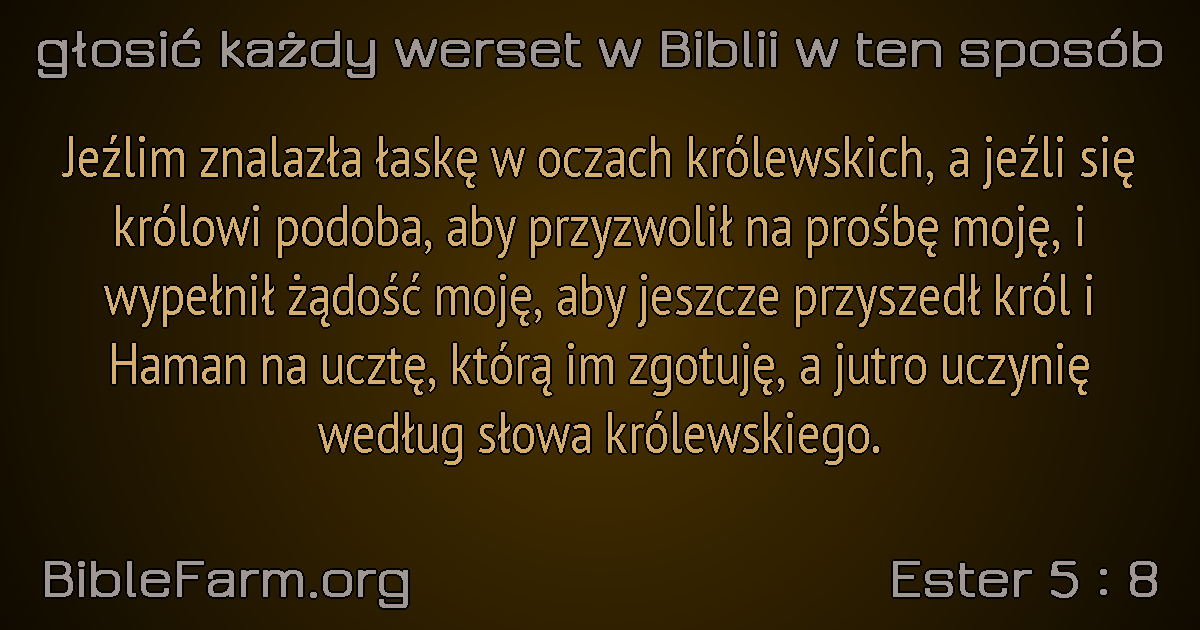 głosić każdy werset w Biblii w ten sposób
Jeźlim znalazła łaskę w oczach królewskich, a jeźli się
królowi podoba, aby przyzwolił na prośbę moję, i
wypełnił żądość moję, aby jeszcze przyszedł król i
Haman na ucztę, którą im zgotuję, a jutro uczynię
według słowa królewskiego.
BibleFarm.org
Ester 5 : 8